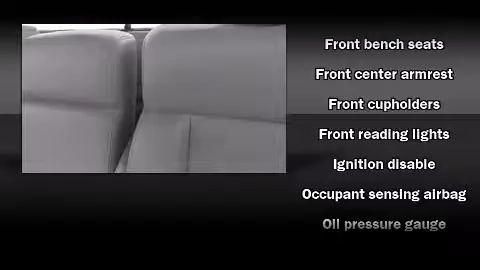 Front bench seats
Front center armrest
Front cupholders
Front reading lights
Ignition disable
Occupant sensing airbag
Oil pressure gauge